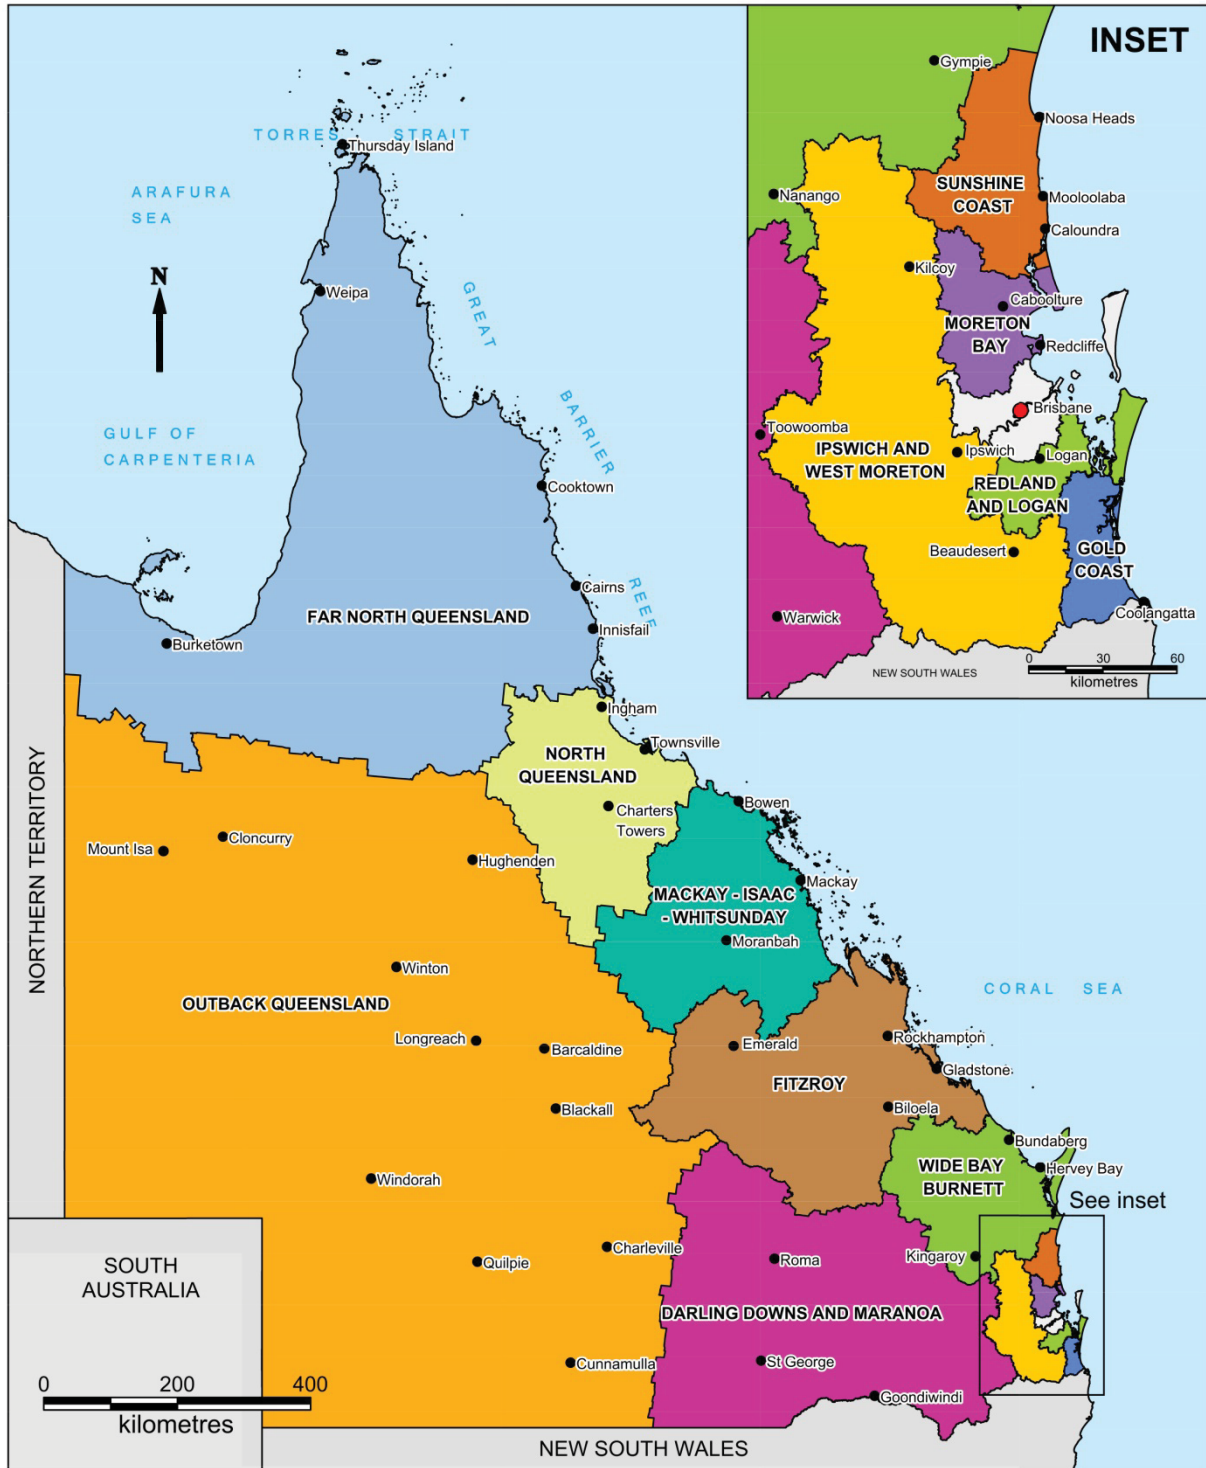 INSET
Gympie
Noosa Heads
SUNSHINE
COAST
Nanango
Mooloolaba
Caloundra
Kilcoy
Caboolture
MORETON
BAY
Redcliffe
Brisbane
Toowoomba
IPSWICH AND
WEST MORETON
Ipswich
Logan
REDLAND
AND LOGAN
Beaudesert
GOLD
COAST
Coolangatta
Warwick
NEW SOUTH WALES
0 30 60
kilometres
TORRES STRAIT
Thursday Island
ARAFURA
SEA
N
Weipa
GREAT
BARRIER
REEF
GULF OF
CARPENTERIA
Cooktown
Cairns
FAR NORTH QUEENSLAND
Innisfail
Burketown
Ingham
Townsville
NORTH
QUEENSLAND
Charters
Towers
Bowen
Cloncurry
Mount Isa
Hughenden
Mackay
MACKAY - ISAAC
- WHITSUNDAY
Moranbah
NORTHERN TERRITORY
Winton
OUTBACK QUEENSLAND
CORAL SEA
Longreach
Barcaldine
Emerald
Rockhampton
Gladstone
FITZROY
Blackall
Biloela
Bundaberg
WIDE BAY
BURNETT
Hervey Bay
Windorah
See inset
Charleville
Quilpie
Roma
Kingaroy
SOUTH
AUSTRALIA
DARLING DOWNS AND MARANOA
Cunnamulla
St George
Goondiwindi
0 200 400
kilometres
NEW SOUTH WALES